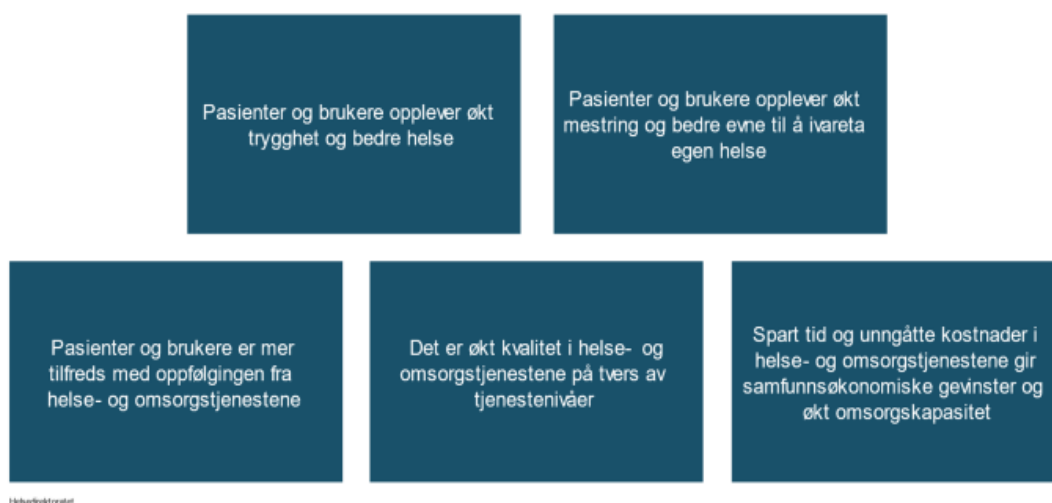 Pasienter og brukere opplever økt
trygghet og bedre helse
Pasienter og brukere opplever økt
mestring og bedre evne til å ivareta
egen helse
Pasienter og brukere er mer
tilfreds med oppfølgingen fra
helse- og omsorgstjenestene
Det er økt kvalitet i helse- og
omsorgstjenestene på tvers av
tjenestenivåer
Spart tid og unngåtte kostnader i
helse- og omsorgstjenestene gir
samfunnsøkonomiske gevinster og
økt omsorgskapasitet
Helsedirektoratet